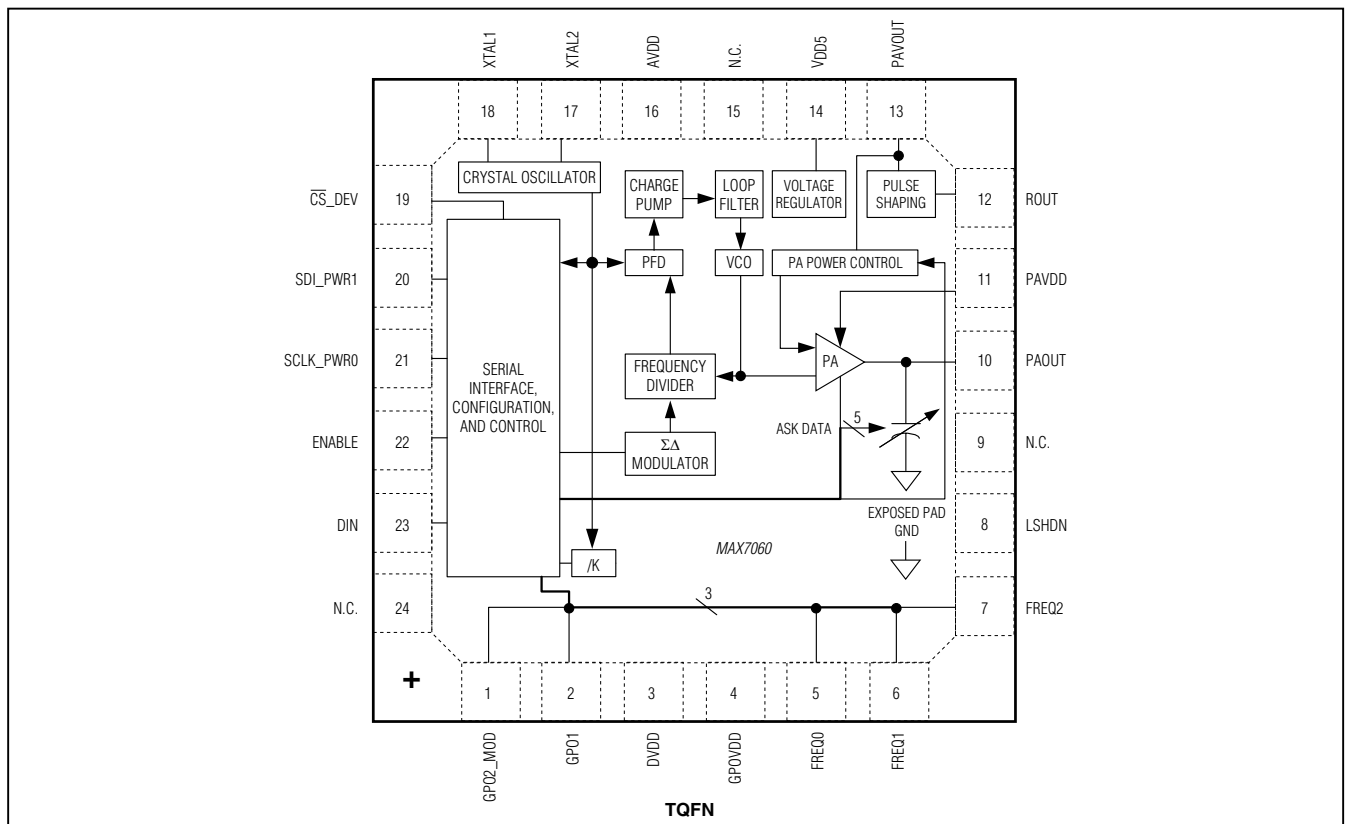 XTAL1
XTAL2
AVDD
N.C.
VDD5
PAVOUT
18
17
16
15
14
13
CS_DEV
19
CRYSTAL OSCILLATOR
CHARGE
PUMP
LOOP
FILTER
VOLTAGE
REGULATOR
PULSE
SHAPING
12
ROUT
SDI_PWR1
20
PFD
VCO
PA POWER CONTROL
11
PAVDD
SCLK_PWR0
21
SERIAL
INTERFACE,
CONFIGURATION,
AND CONTROL
FREQUENCY
DIVIDER
PA
10
PAOUT
ENABLE
22
ΣΔ
MODULATOR
ASK DATA
5
9
N.C.
DIN
23
EXPOSED PAD
GND
8
LSHDN
MAX7060
/K
N.C.
24
3
7
FREQ2
+
1
2
3
4
5
6
GPO2_MOD
GPO1
DVDD
GPOVDD
FREQ0
FREQ1
TQFN